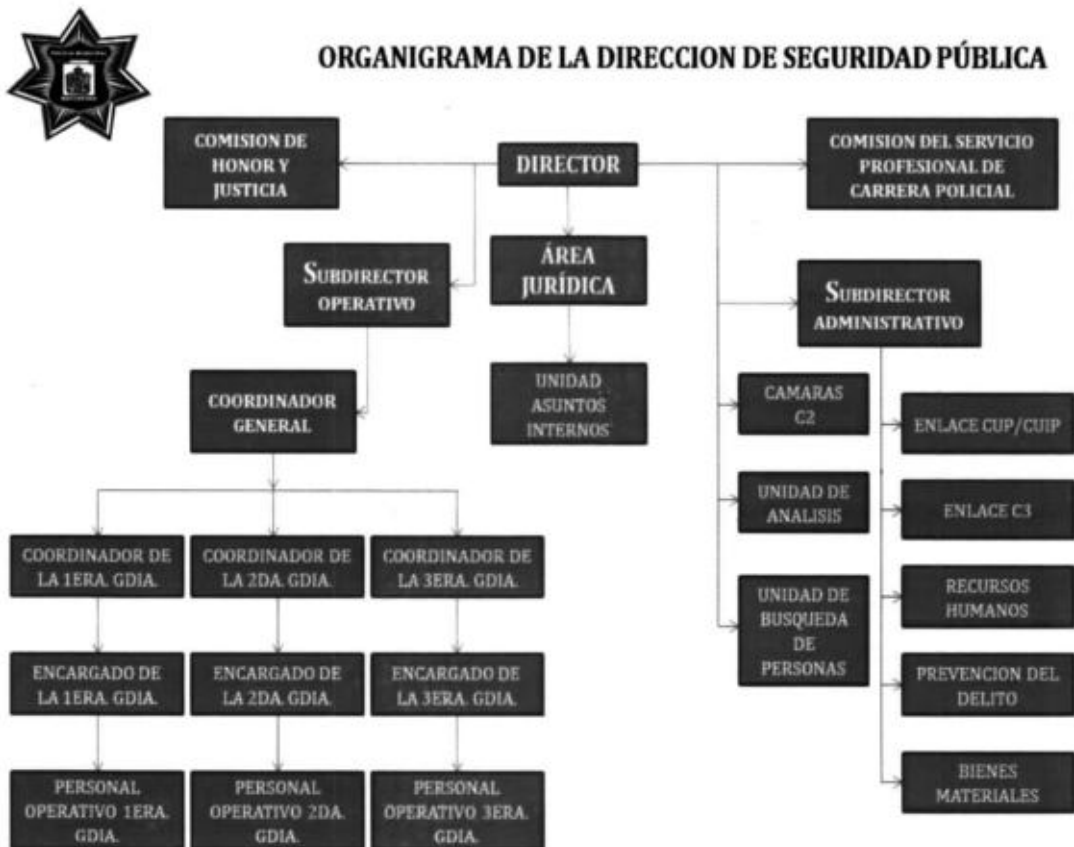 ORGANIGRAMA DE LA DIRECCION DE SEGURIDAD PÚBLICA
COMISION DE
HONOR Y
JUSTICIA
DIRECTOR
COMISION DEL SERVICIO
PROFESIONAL DE
CARRERA POLICIAL
SUBDIRECTOR
OPERATIVO
ÁREA
JURÍDICA
SUBDIRECTOR
ADMINISTRATIVO
COORDINADOR
GENERAL
UNIDAD
ASUNTOS
INTERNOS
CAMARAS
C2
ENLACE CUP/CUIP
UNIDAD DE
ANALISIS
ENLACE C3
COORDINADOR DE
LA 1ERA. GDIA.
COORDINADOR DE
LA 2DA. GDIA.
COORDINADOR DE
LA 3ERA. GDIA.
UNIDAD DE
BUSQUEDA
DE
PERSONAS
RECURSOS
HUMANOS
ENCARGADO DE
LA 1ERA. GDIA.
ENCARGADO DE
LA 2DA. GDIA.
ENCARGADO DE
LA 3ERA. GDIA.
PREVENCION DEL
DELITO
PERSONAL
OPERATIVO 1ERA.
GDIA.
PERSONAL
OPERATIVO 2DA.
GDIA.
PERSONAL
OPERATIVO 3ERA.
GDIA.
BIENES
MATERIALES